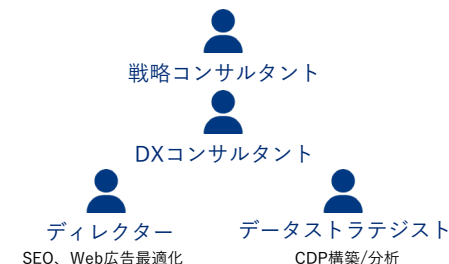 戦略コンサルタント
DXコンサルタント
ディレクター
データストラテジスト
SEO、Web広告最適化
CDP構築/分析